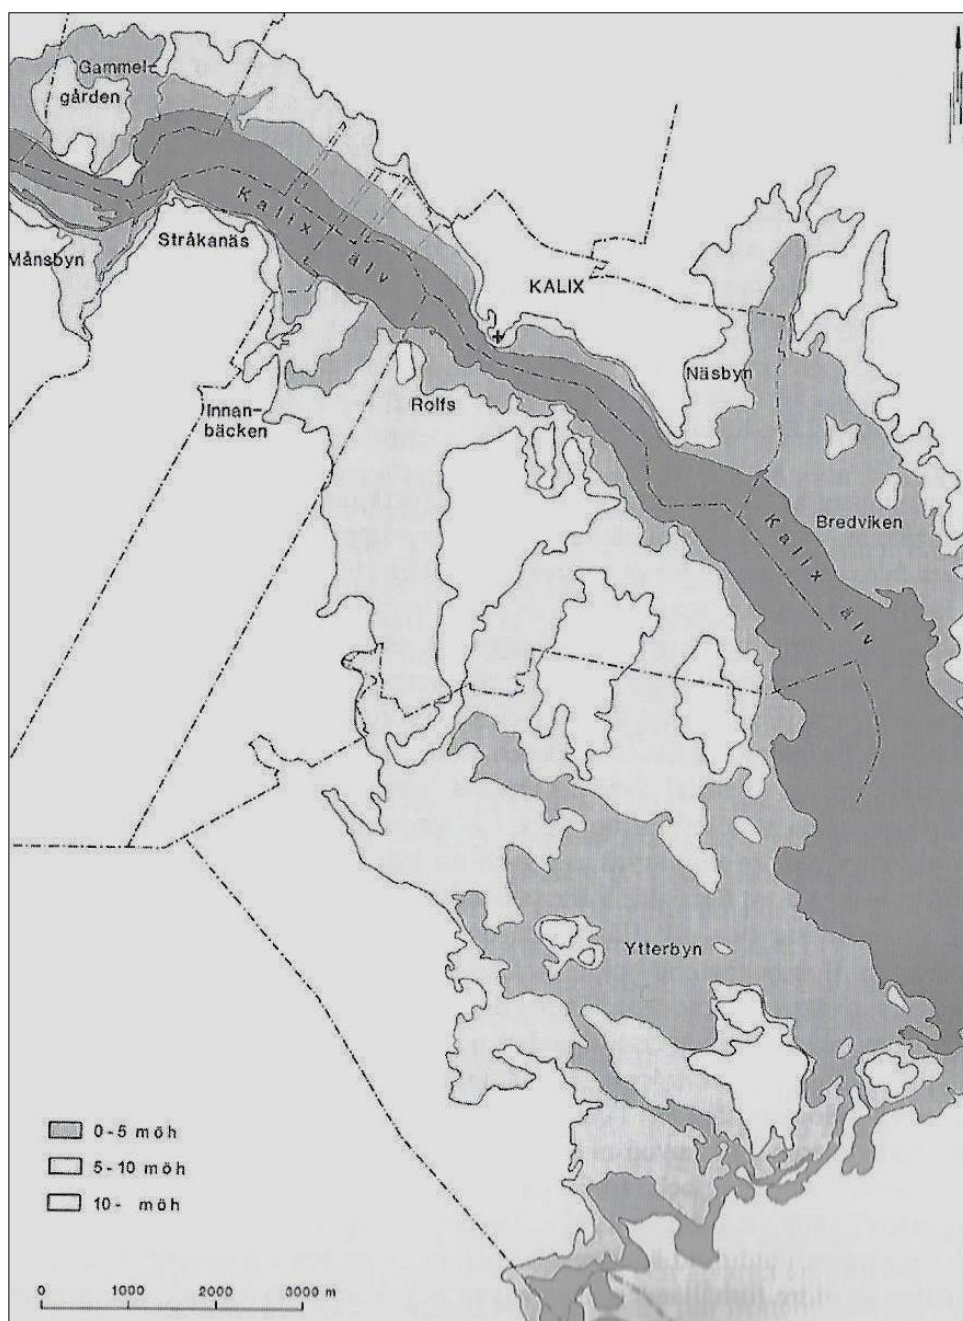 Gammel-
gården
Kalix
älv
Månsbyn
Stråkanäs
KALIX
Näsbyn
Innan-
bäcken
Rolfs
Bredviken
Kalix
älv
Ytterbyn
0-5 möh
5-10 möh
10- möh
0 1000 2000 3000 m